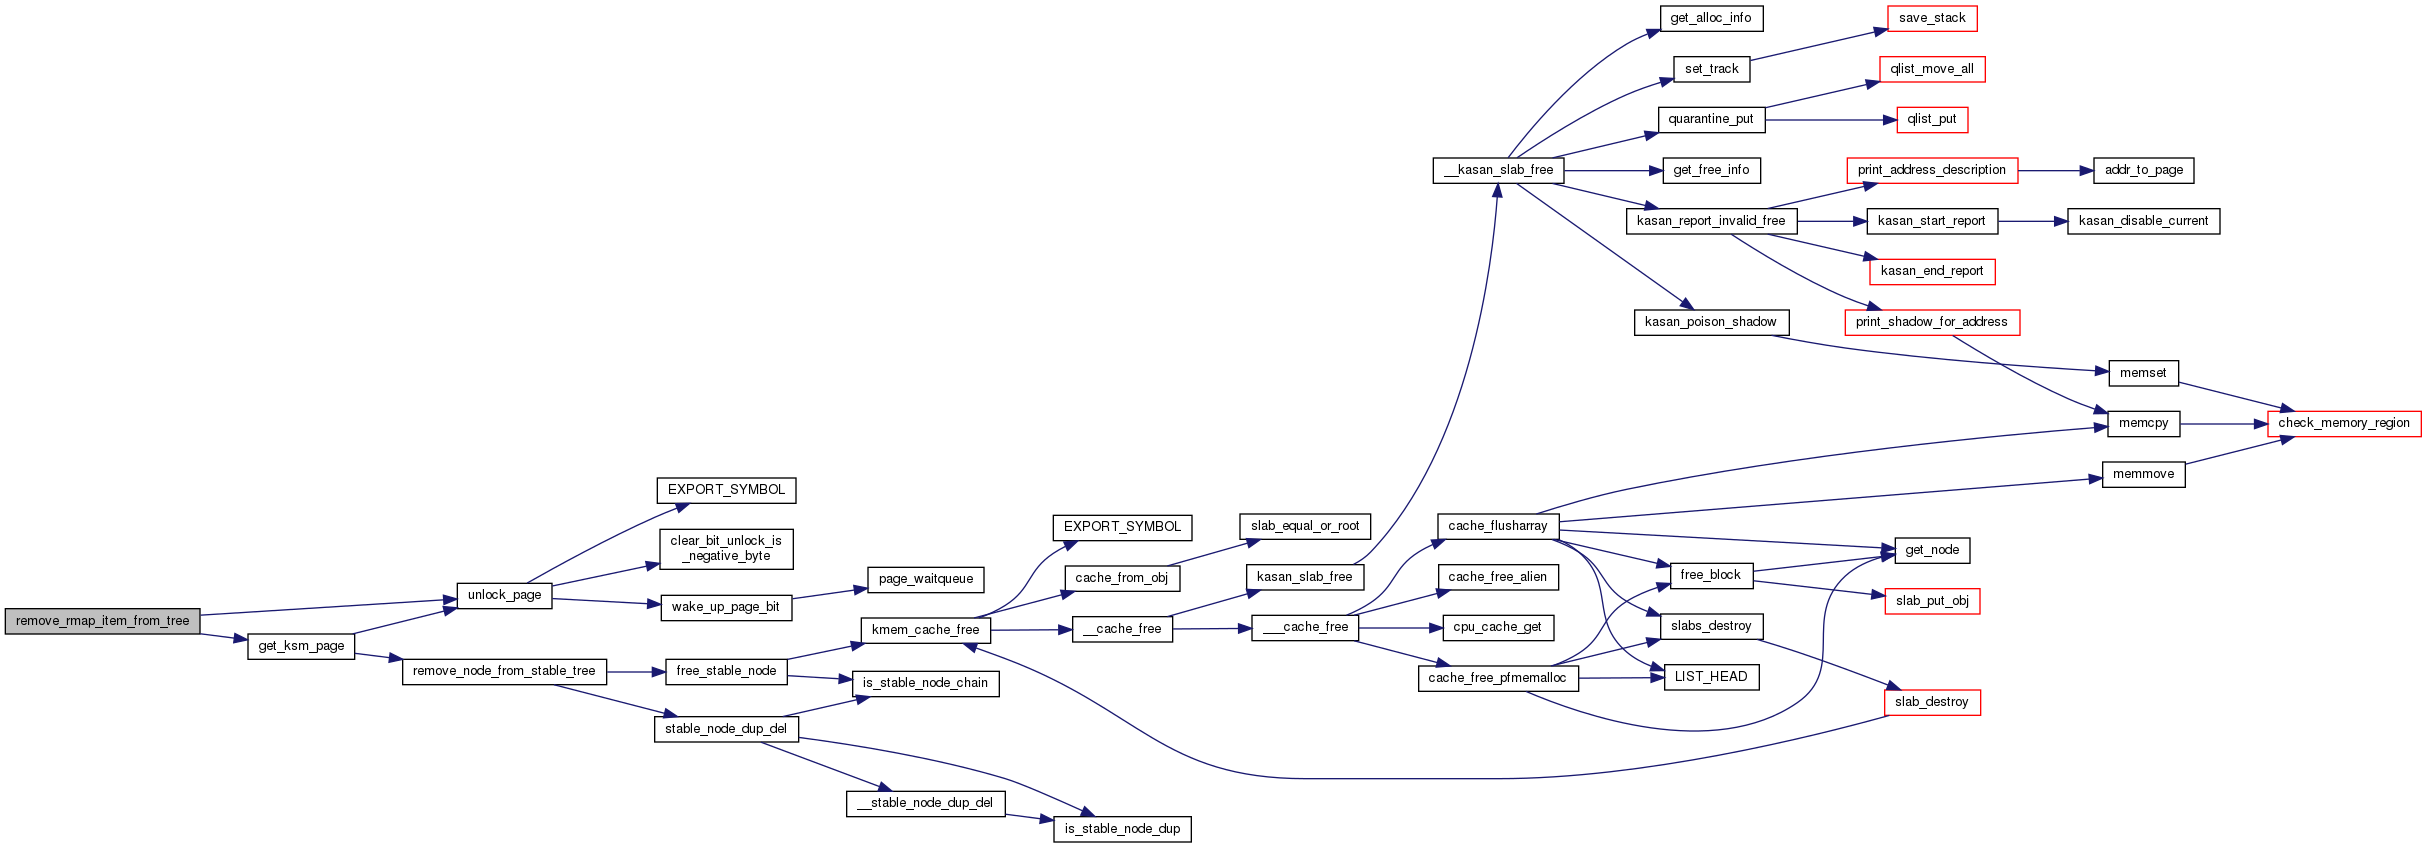 get_alloc_info
save_stack
set_track
qlist_move_all
quarantine_put
qlist_put
__kasan_slab_free
get_free_info
print_address_description
addr_to_page
kasan_report_invalid_free
kasan_start_report
kasan_disable_current
kasan_end_report
kasan_poison_shadow
print_shadow_for_address
memset
memcpy
check_memory_region
memmove
EXPORT_SYMBOL
EXPORT_SYMBOL
slab_equal_or_root
cache_flusharray
clear_bit_unlock_is
_negative_byte
get_node
page_waitqueue
cache_from_obj
kasan_slab_free
cache_free_alien
free_block
unlock_page
wake_up_page_bit
slab_put_obj
remove_rmap_item_from_tree
kmem_cache_free
__cache_free
___cache_free
cpu_cache_get
slabs_destroy
get_ksm_page
remove_node_from_stable_tree
free_stable_node
is_stable_node_chain
cache_free_pfmemalloc
LIST_HEAD
slab_destroy
stable_node_dup_del
__stable_node_dup_del
is_stable_node_dup